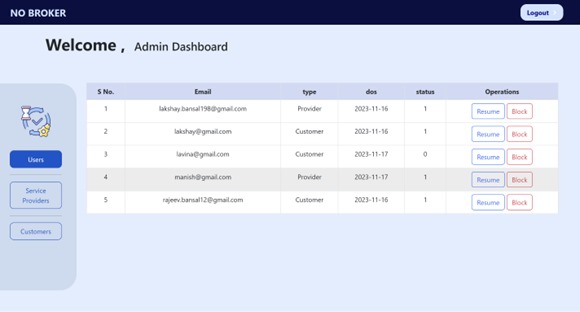 NO BROKER
Logout
Welcome , Admin Dashboard
S No. Email type dos status Operations
1 lakshay.bansal198@gmail.com Provider 2023-11-16 1 Resume Block
2 lakshay@gmail.com Customer 2023-11-16 1 Resume Block
3 lavina@gmail.com Customer 2023-11-17 0 Resume Block
4 manish@gmail.com Provider 2023-11-17 1 Resume Block
5 rajeev.bansal12@gmail.com Customer 2023-11-16 1 Resume Block
Users
Service
Providers
Customers